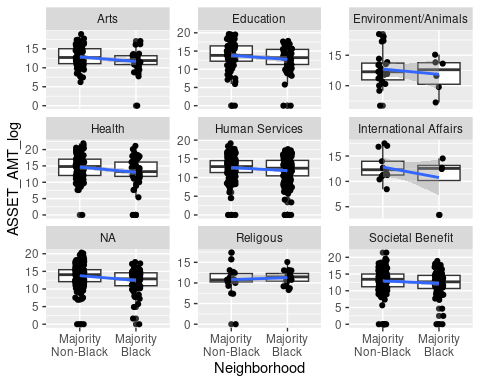 Arts
Education
Environment/Animals
15
10
5
0
20
15
10
5
0
15
10
Health
Human Services
International Affairs
20
15
10
5
0
20
15
10
5
0
15
10
5
NA
Religious
Societal Benefit
20
15
10
5
0
15
10
5
0
20
15
10
5
0
Majority
Non-Black
Majority
Black
Majority
Non-Black
Majority
Black
Majority
Non-Black
Majority
Black
Neighborhood
ASSET_AMT_log